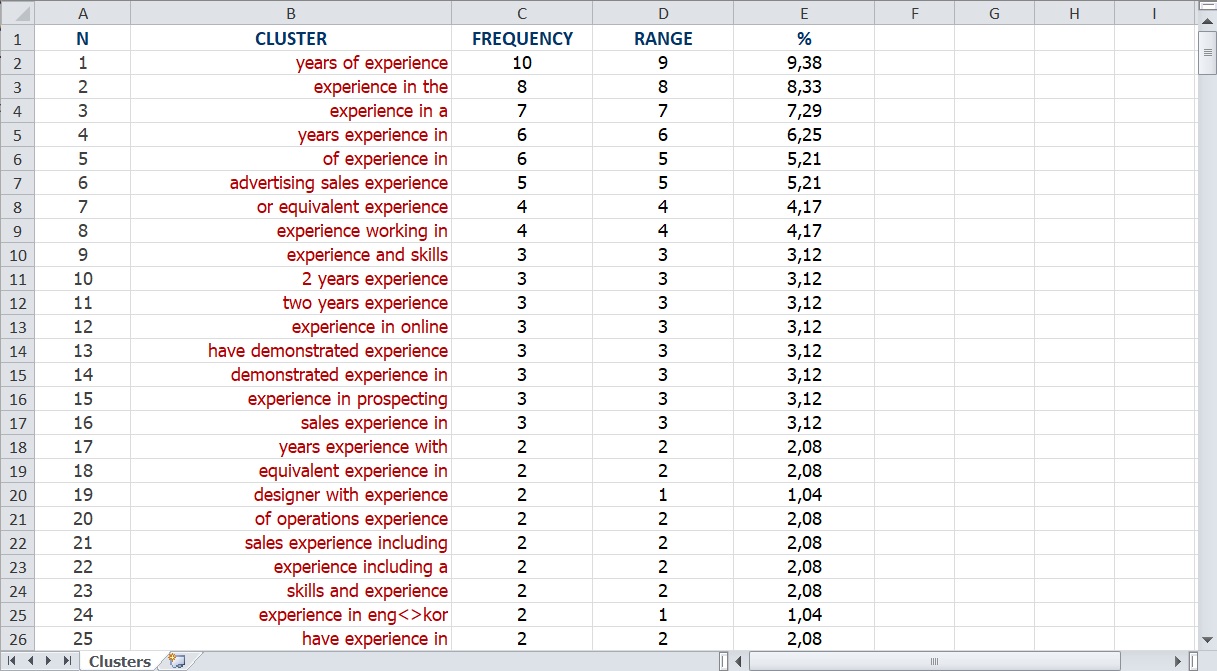 A B C D E F G H I
1 N CLUSTER FREQUENCY RANGE %
2 1 years of experience 10 9 9,38
3 2 experience in the 8 8 8,33
4 3 experience in a 7 7 7,29
5 4 years experience in 6 6 6,25
6 5 of experience in 6 5 5,21
7 6 advertising sales experience 5 5 5,21
8 7 or equivalent experience 4 4 4,17
9 8 experience working in 4 4 4,17
10 9 experience and skills 3 3 3,12
11 10 2 years experience 3 3 3,12
12 11 two years experience 3 3 3,12
13 12 experience in online 3 3 3,12
14 13 have demonstrated experience 3 3 3,12
15 14 demonstrated experience in 3 3 3,12
16 15 experience in prospecting 3 3 3,12
17 16 sales experience in 3 3 3,12
18 17 years experience with 2 2 2,08
19 18 equivalent experience in 2 2 2,08
20 19 designer with experience 2 1 1,04
21 20 of operations experience 2 2 2,08
22 21 sales experience including 2 2 2,08
23 22 experience including a 2 2 2,08
24 23 skills and experience 2 2 2,08
25 24 experience in eng<>kor 2 1 1,04
26 25 have experience in 2 2 2,08
Clusters